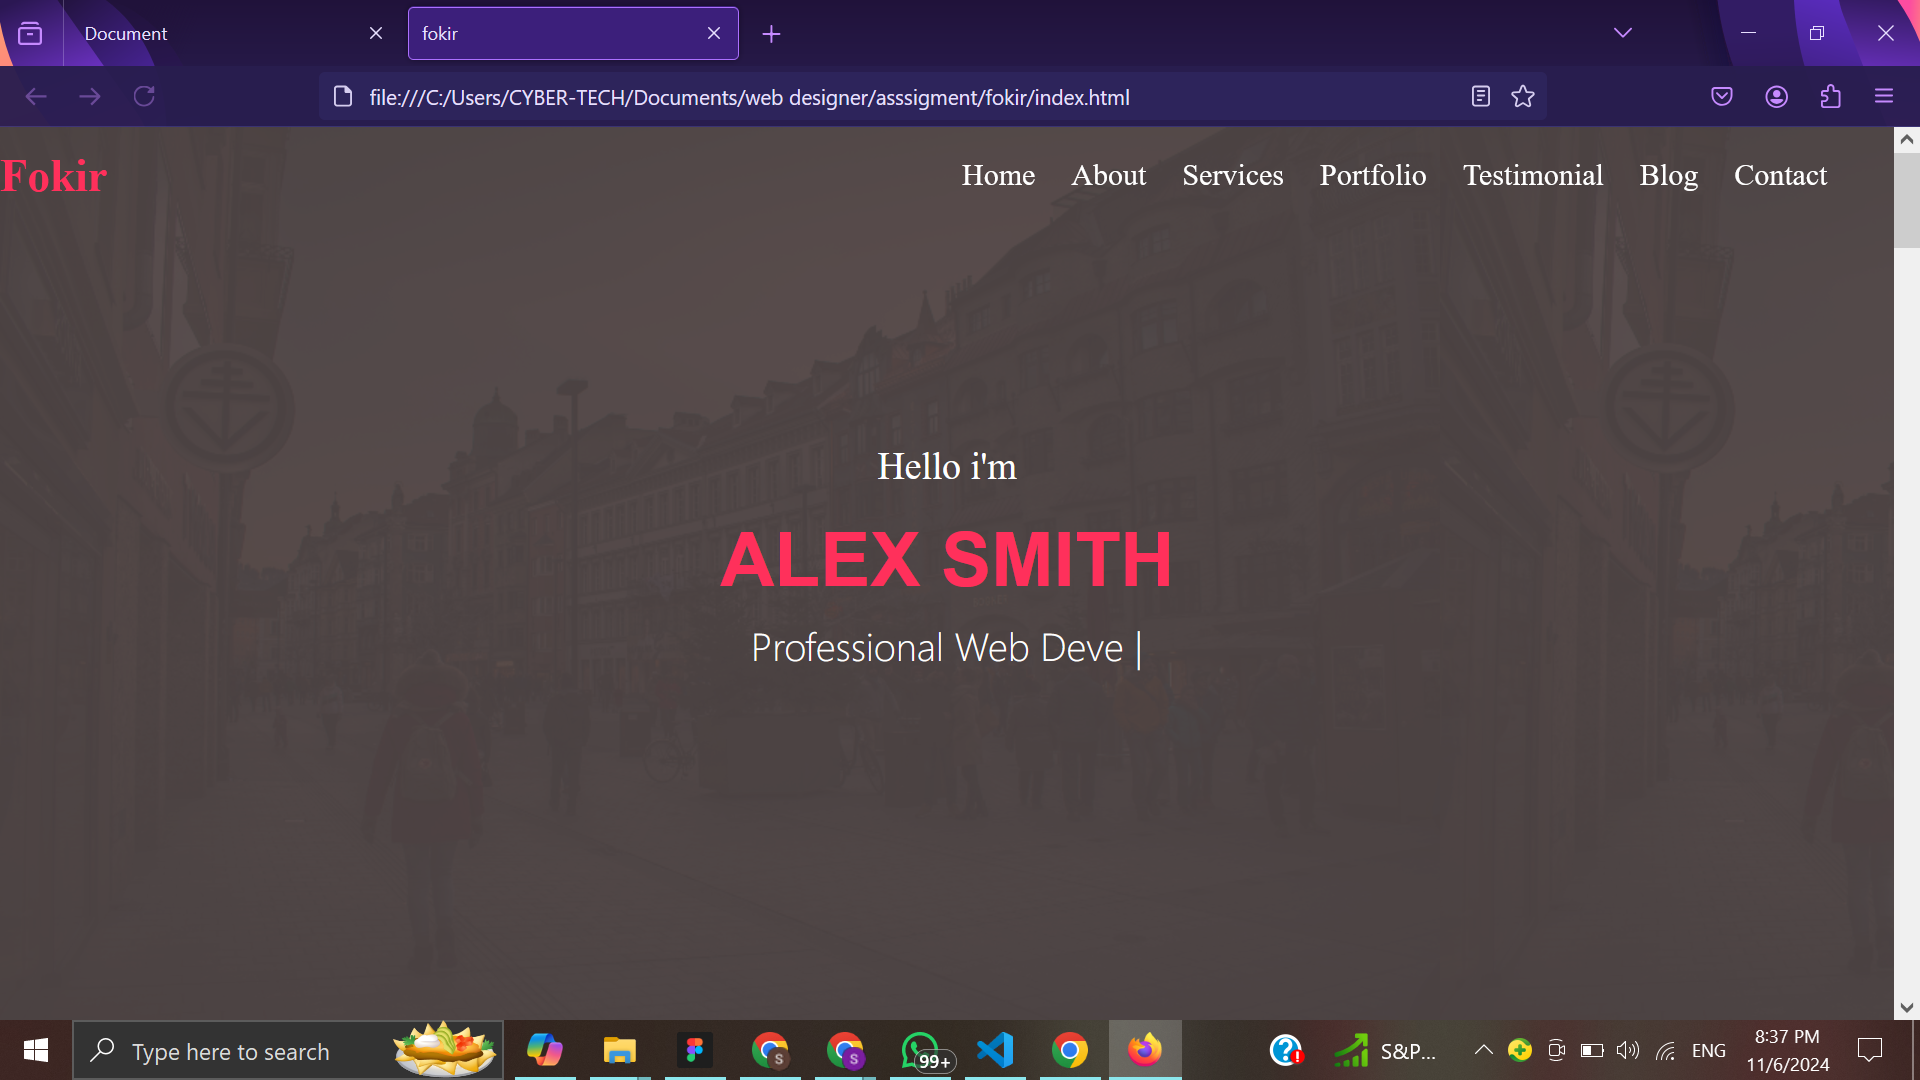 Document
fokir
file:///C:/Users/CYBER-TECH/Documents/web designer/asssigment/fokir/index.html
Fokir
Home About Services Portfolio Testimonial Blog Contact
Hello i'm
ALEX SMITH
Professional Web Deve |
Type here to search
S
S
99+
S&P...
ENG
8:37 PM
11/6/2024